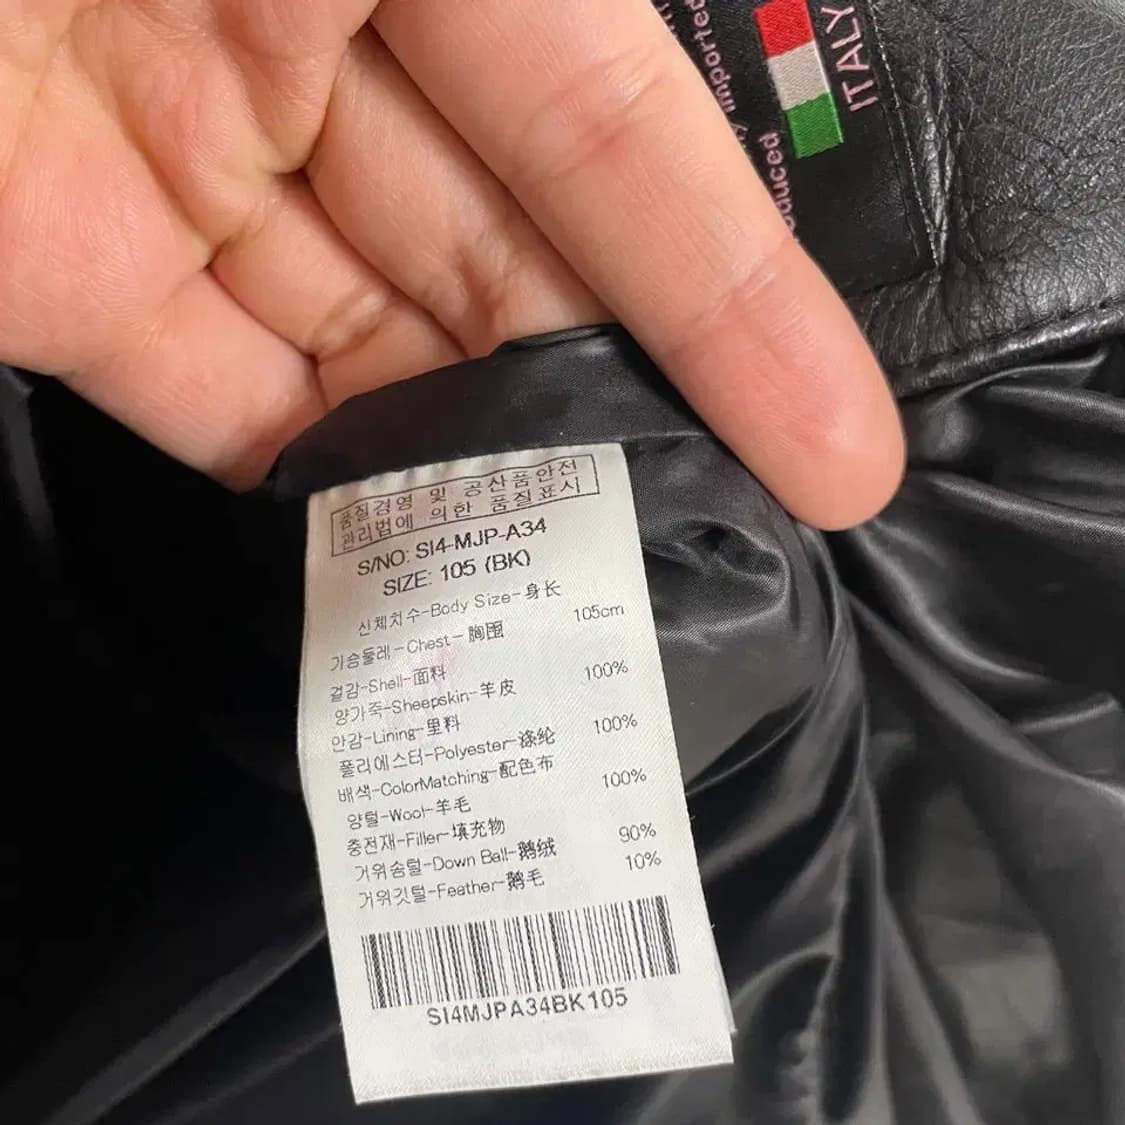 ITALY
imported
품질경영 및 공산품안전
관리법에 의한 품질표시
S/NO: SI4-MJP-A34
SIZE: 105 (BK)
신체치수-Body Size-身长
가슴둘레-Chest-胸围 105cm
겉감-Shell-面料
양가죽-Sheepskin-羊皮 100%
안감-Lining-里料
폴리에스터-Polyester-涤纶 100%
배색-ColorMatching-配色布
양털-Wool-羊毛 100%
충전재-Filler-填充物
거위솜털-Down Ball-鹅绒 90%
거위깃털-Feather-鹅毛 10%
SI4MJPA34BK105